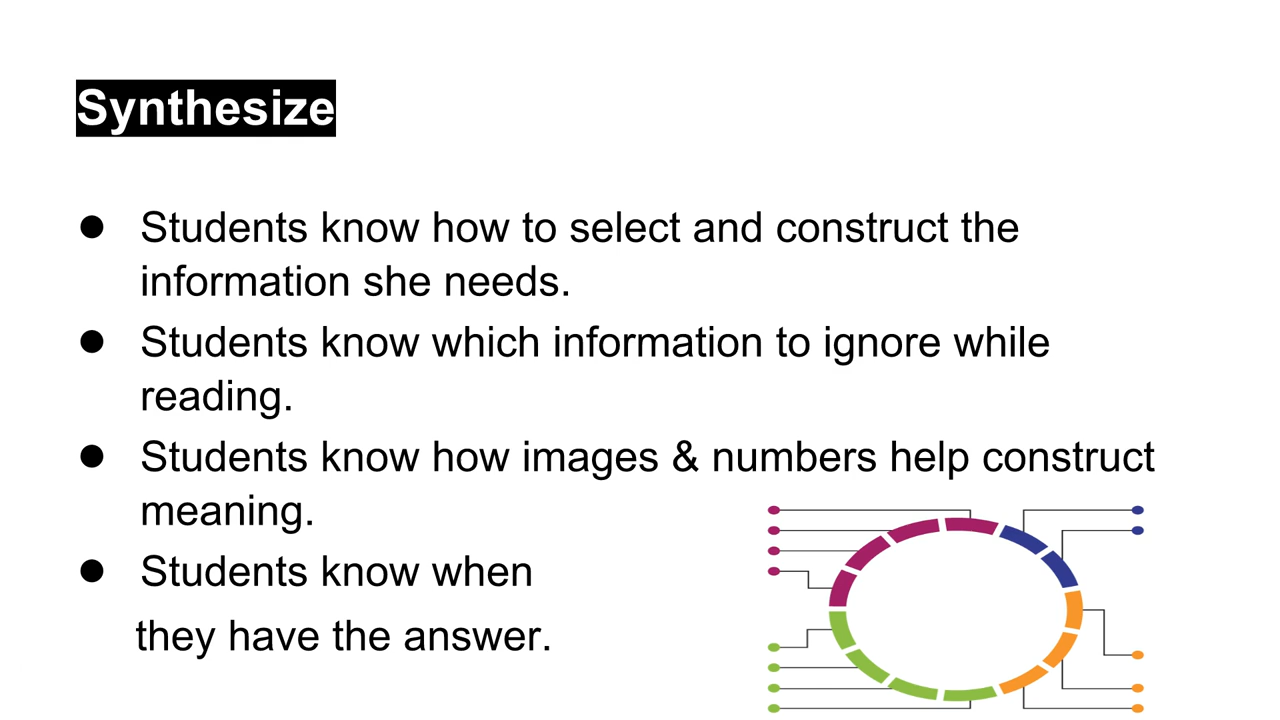 Synthesize
● Students know how to select and construct the
information she needs.
● Students know which information to ignore while
reading.
● Students know how images & numbers help construct
meaning.
● Students know when
they have the answer.